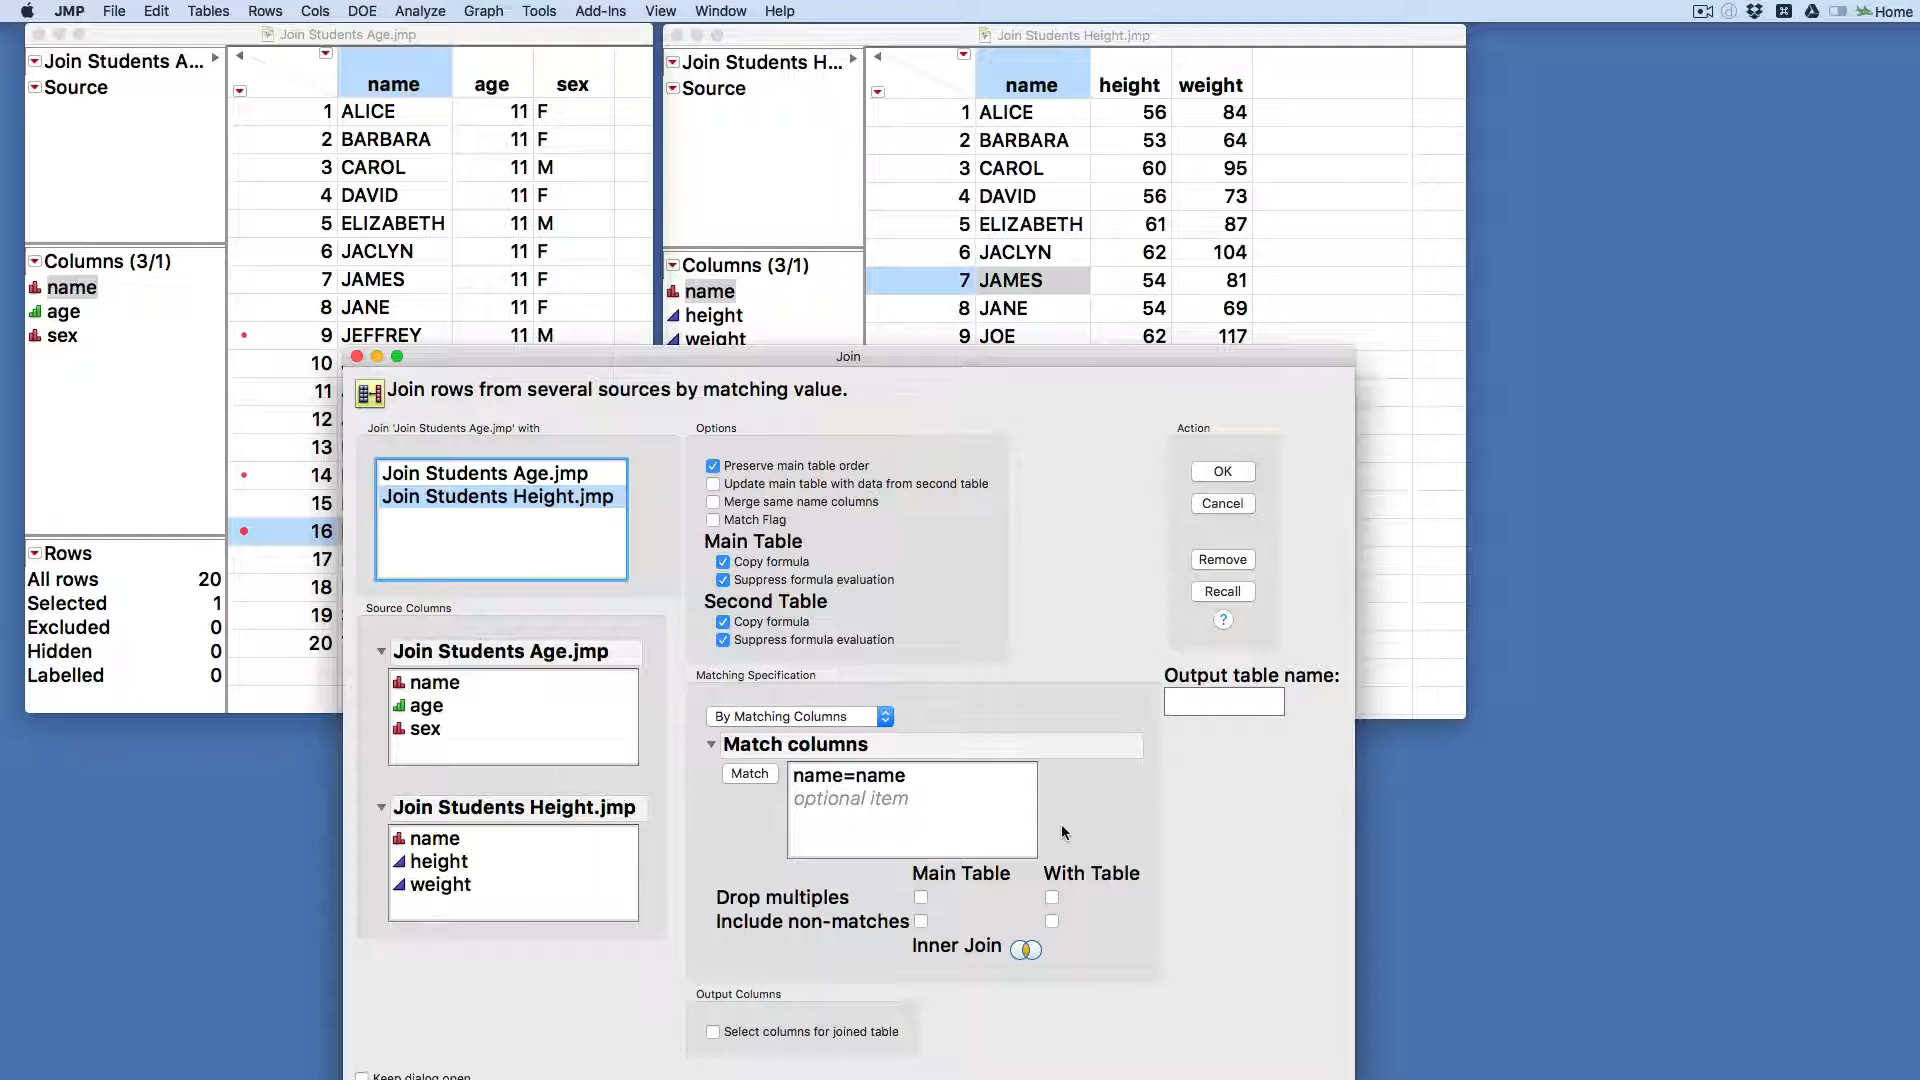 JMP File Edit Tables Rows Cols DOE Analyze Graph Tools Add-Ins View Window Help Home
Join Students Age.jmp
Join Students A...
Source
name age sex
1 ALICE 11 F
2 BARBARA 11 F
3 CAROL 11 M
4 DAVID 11 F
5 ELIZABETH 11 M
6 JACLYN 11 F
7 JAMES 11 F
8 JANE 11 F
9 JEFFREY 11 M
10
11
12
13
14
15
16
17
18
19
20
Columns (3/1)
name
age
sex
Rows
All rows 20
Selected 1
Excluded 0
Hidden 0
Labelled 0
Join Students Height.jmp
Join Students H...
Source
name height weight
1 ALICE 56 84
2 BARBARA 53 64
3 CAROL 60 95
4 DAVID 56 73
5 ELIZABETH 61 87
6 JACLYN 62 104
7 JAMES 54 81
8 JANE 54 69
9 JOE 62 117
Columns (3/1)
name
height
weight
Join
Join rows from several sources by matching value.
Join 'Join Students Age.jmp' with
Join Students Age.jmp
Join Students Height.jmp
Source Columns
Join Students Age.jmp
name
age
sex
Join Students Height.jmp
name
height
weight
Options
Preserve main table order
Update main table with data from second table
Merge same name columns
Match Flag
Main Table
Copy formula
Suppress formula evaluation
Second Table
Copy formula
Suppress formula evaluation
Matching Specification
By Matching Columns
Match columns
Match
name=name
optional item
Main Table With Table
Drop multiples
Include non-matches
Inner Join
Output Columns
Select columns for joined table
Action
OK
Cancel
Remove
Recall
?
Output table name:
Keep dialog open